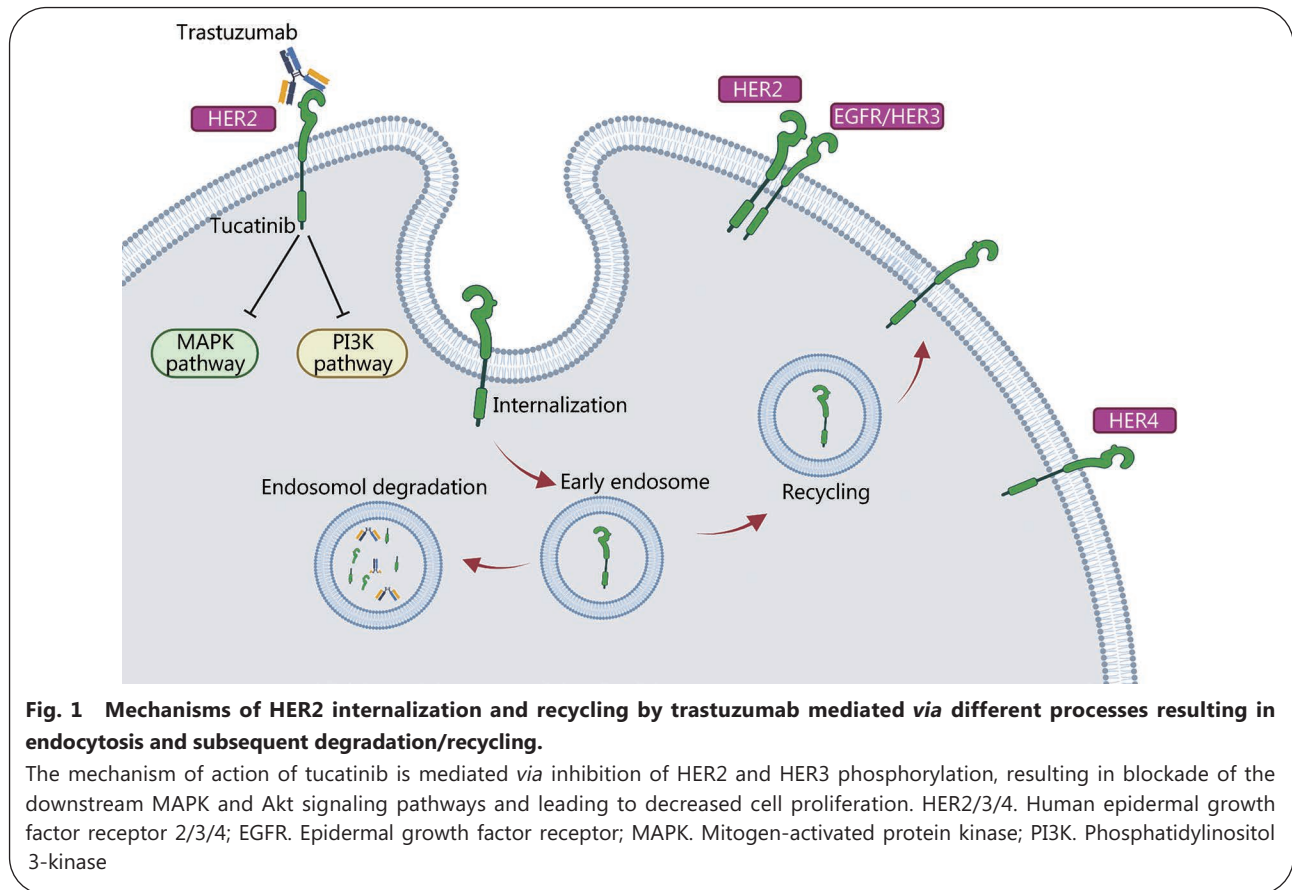 Trastuzumab
HER2
HER2
EGFR/HER3
Tucatinib
MAPK
pathway
PI3K
pathway
Internalization
HER4
Endosomol degradation
Early endosome
Recycling
Fig. 1 Mechanisms of HER2 internalization and recycling by trastuzumab mediated via different processes resulting in
endocytosis and subsequent degradation/recycling.
The mechanism of action of tucatinib is mediated via inhibition of HER2 and HER3 phosphorylation, resulting in blockade of the
downstream MAPK and Akt signaling pathways and leading to decreased cell proliferation. HER2/3/4. Human epidermal growth
factor receptor 2/3/4; EGFR. Epidermal growth factor receptor; MAPK. Mitogen-activated protein kinase; PI3K. Phosphatidylinositol
3-kinase